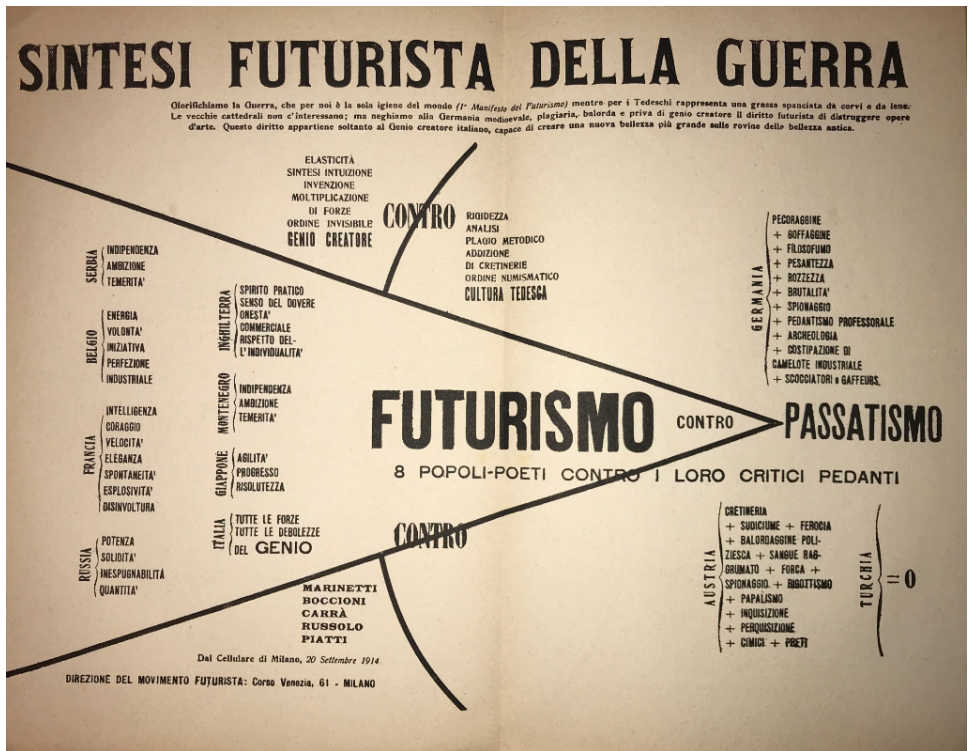 SINTESI FUTURISTA DELLA GUERRA
Glorifichiamo la Guerra, che per noi è la sola igiene del mondo (1° Manifesto del Futurismo) mentre per i Tedeschi rappresenta una grassa spanciata da corvi e da iene.
Le vecchie cattedrali non c'interessano; ma neghiamo alla Germania medioevale, plagiaria, balorda e priva di genio creatore il diritto futurista di distruggere opere
d'arte. Questo diritto appartiene soltanto al Genio creatore italiano, capace di creare una nuova bellezza più grande sulle rovine della bellezza antica.
ELASTICITÀ
SINTESI INTUIZIONE
INVENZIONE
MOLTIPLICAZIONE
DI FORZE
ORDINE INVISIBILE
GENIO CREATORE
CONTRO
RIGIDEZZA
ANALISI
PLAGIO METODICO
ADDIZIONE
DI CRETINERIE
ORDINE NUMISMATICO
CULTURA TEDESCA
SERBIA
INDIPENDENZA
AMBIZIONE
TEMERITA'
BELGIO
ENERGIA
VOLONTA'
INIZIATIVA
PERFEZIONE
INDUSTRIALE
FRANCIA
INTELLIGENZA
CORAGGIO
VELOCITA'
ELEGANZA
SPONTANEITA'
ESPLOSIVITA'
DISINVOLTURA
RUSSIA
POTENZA
SOLIDITA'
INESPUGNABILITÀ
QUANTITA'
INGHILTERRA
SPIRITO PRATICO
SENSO DEL DOVERE
ONESTA'
COMMERCIALE
RISPETTO DEL-
L'INDIVIDUALITA'
MONTENEGRO
INDIPENDENZA
AMBIZIONE
TEMERITA'
GIAPPONE
AGILITA'
PROGRESSO
RISOLUTEZZA
ITALIA
TUTTE LE FORZE
TUTTE LE DEBOLEZZE
DEL GENIO
FUTURISMO CONTRO PASSATISMO
8 POPOLI-POETI CONTRO I LORO CRITICI PEDANTI
CONTRO
GERMANIA
PECORAGGINE
+ GOFFAGGINE
+ FILOSOFUMO
+ PESANTEZZA
+ ROZZEZZA
+ BRUTALITA'
+ SPIONAGGIO
+ PEDANTISMO PROFESSORALE
+ ARCHEOLOGIA
+ COSTIPAZIONE DI
CAMELOTE INDUSTRIALE
+ SCOCCIATORI e GAFFEURS
AUSTRIA
CRETINERIA
+ SUDICIUME + FEROCIA
+ BALORDAGGINE POLI-
ZIESCA + SANGUE RAG-
GRUMATO + FORCA +
SPIONAGGIO + BIGOTTISMO
+ PAPALISMO
+ INQUISIZIONE
+ PERQUISIZIONE
+ CIMICI + PRETI
TURCHIA
= 0
MARINETTI
BOCCIONI
CARRÀ
RUSSOLO
PIATTI
Dal Cellulare di Milano, 20 Settembre 1914
DIREZIONE DEL MOVIMENTO FUTURISTA: Corso Venezia, 61 - MILANO